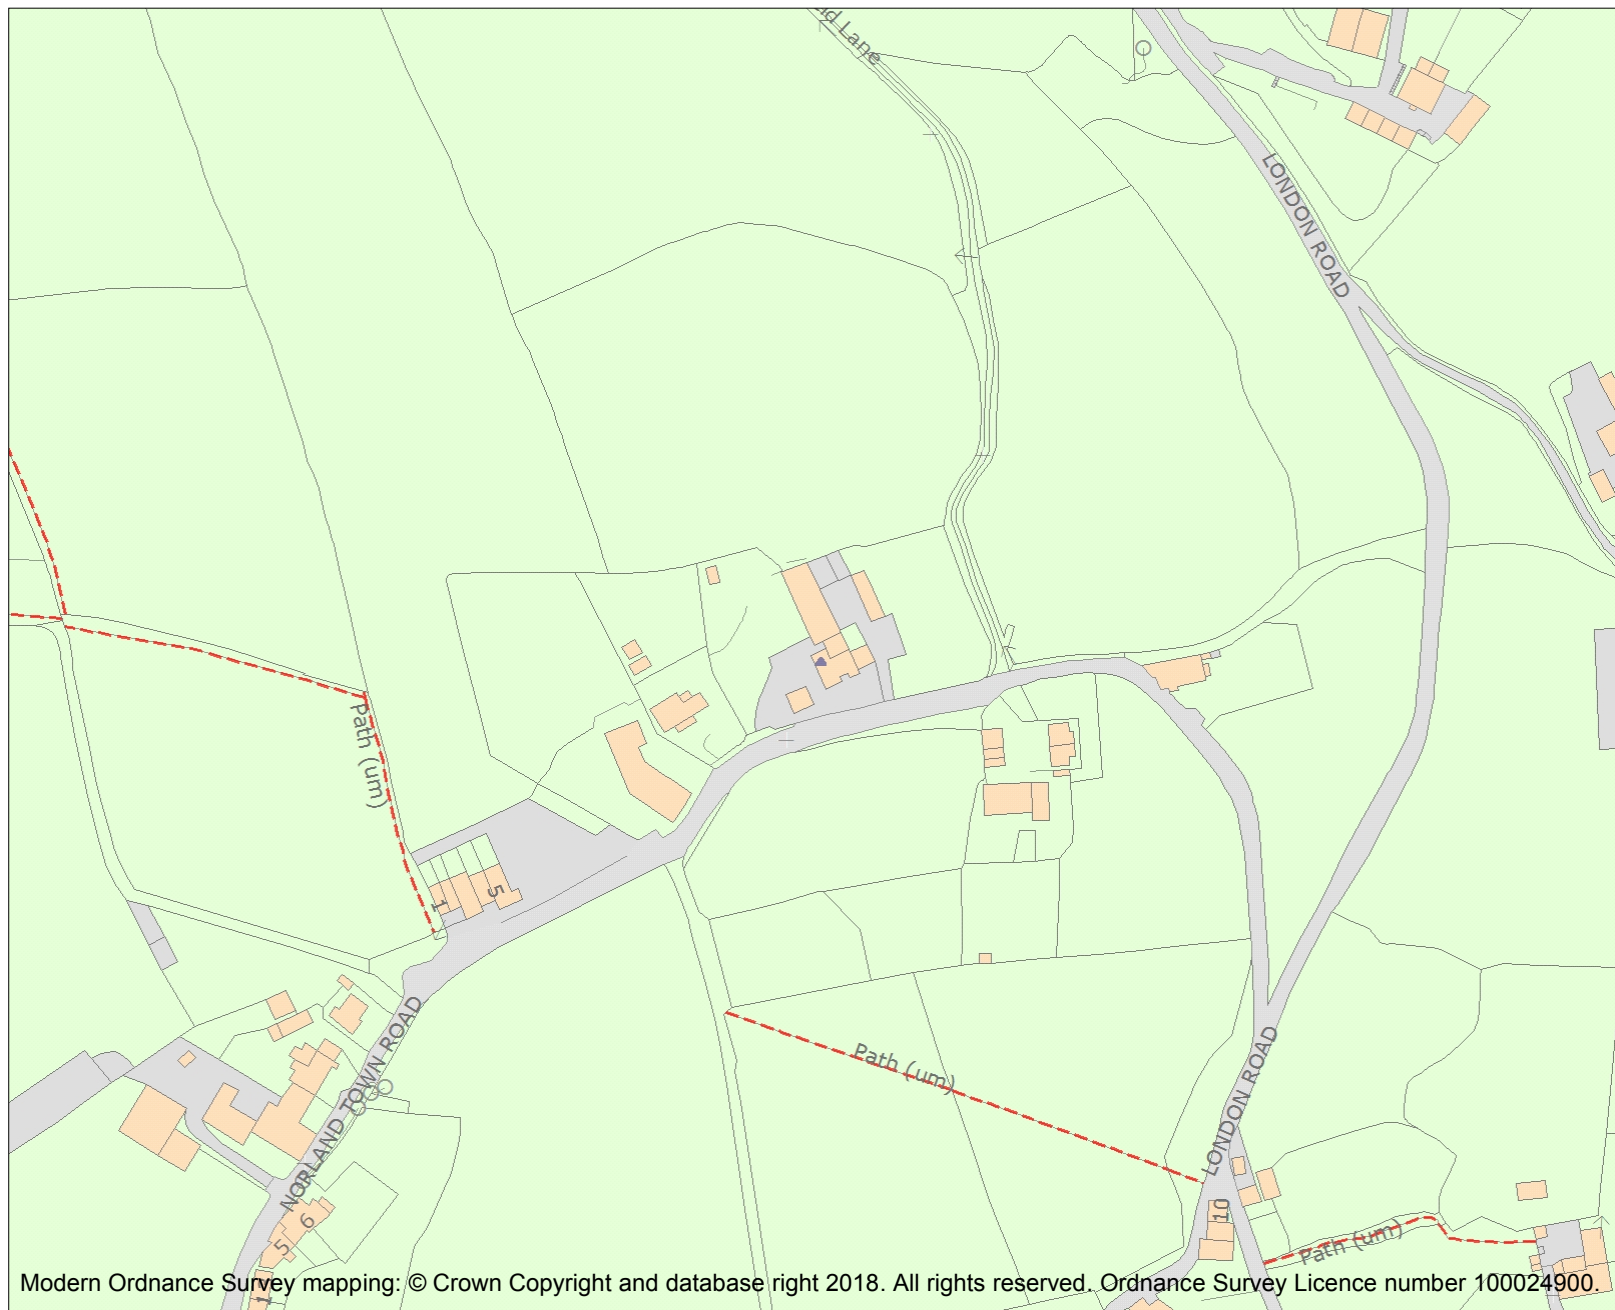 Lane
LONDON ROAD
Path (um)
5
1
NORLAND TOWN ROAD
Path (um)
LONDON ROAD
10
6
5
Path (um)
Modern Ordnance Survey mapping: © Crown Copyright and database right 2018. All rights reserved. Ordnance Survey Licence number 100024900.